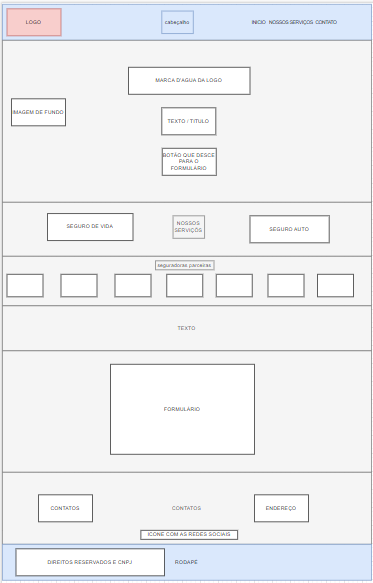 LOGO
cabeçalho
INICIO NOSSOS SERVIÇOS CONTATO
MARCA D'AGUA DA LOGO
IMAGEM DE FUNDO
TEXTO / TITULO
BOTÃO QUE DESCE
PARA O
FORMULÁRIO
SEGURO DE VIDA
NOSSOS
SERVIÇOS
SEGURO AUTO
seguradoras parceiras
TEXTO
FORMULÁRIO
CONTATOS
CONTATOS
ENDEREÇO
ICONE COM AS REDES SOCIAIS
DIREITOS RESERVADOS E CNPJ
RODAPÉ